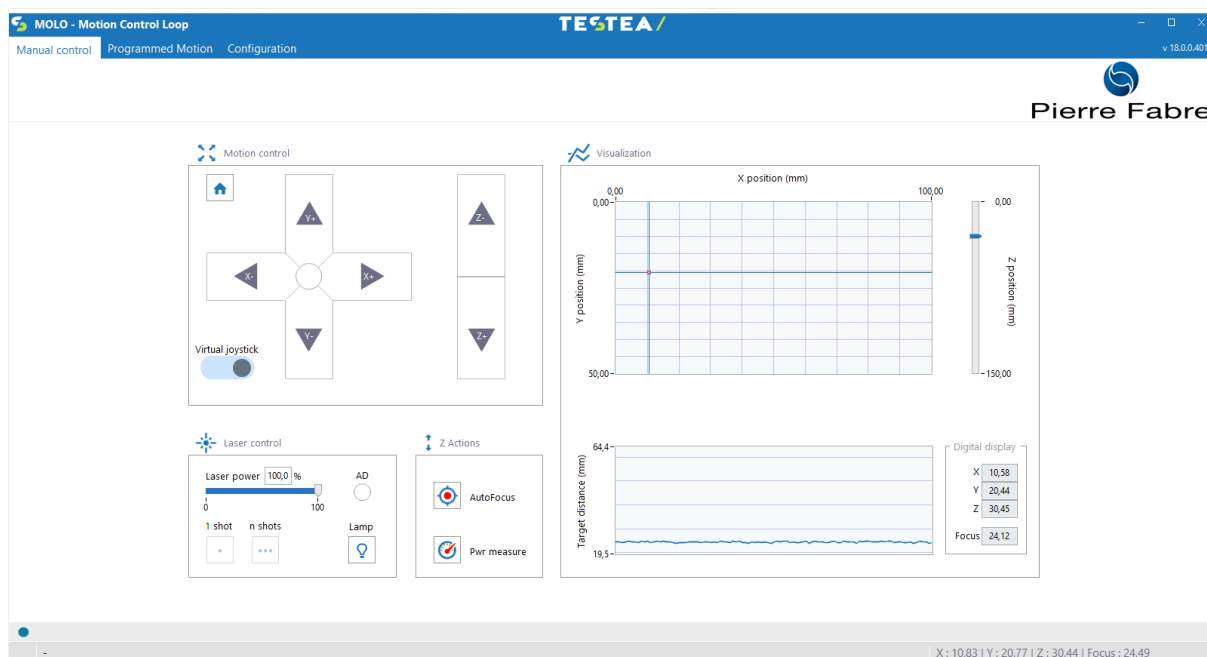 MOLO - Motion Control Loop
TESTEA/
Manual control Programmed Motion Configuration
v 18.0.0.401
Pierre Fabre
Motion control
Y+
X-
X+
Y-
Z-
Z+
Virtual joystick
Visualization
X position (mm)
0,00 100,00
0,00
Y position (mm)
50,00
0,00
Z position (mm)
150,00
Laser control
Laser power 100,0 %
0 100
AD
1 shot n shots
Lamp
Z Actions
AutoFocus
Pwr measure
64,4
Target distance (mm)
19,5
Digital display
X 10,58
Y 20,44
Z 30,45
Focus 24,12
-
X : 10.83 | Y : 20.77 | Z : 30.44 | Focus : 24.49